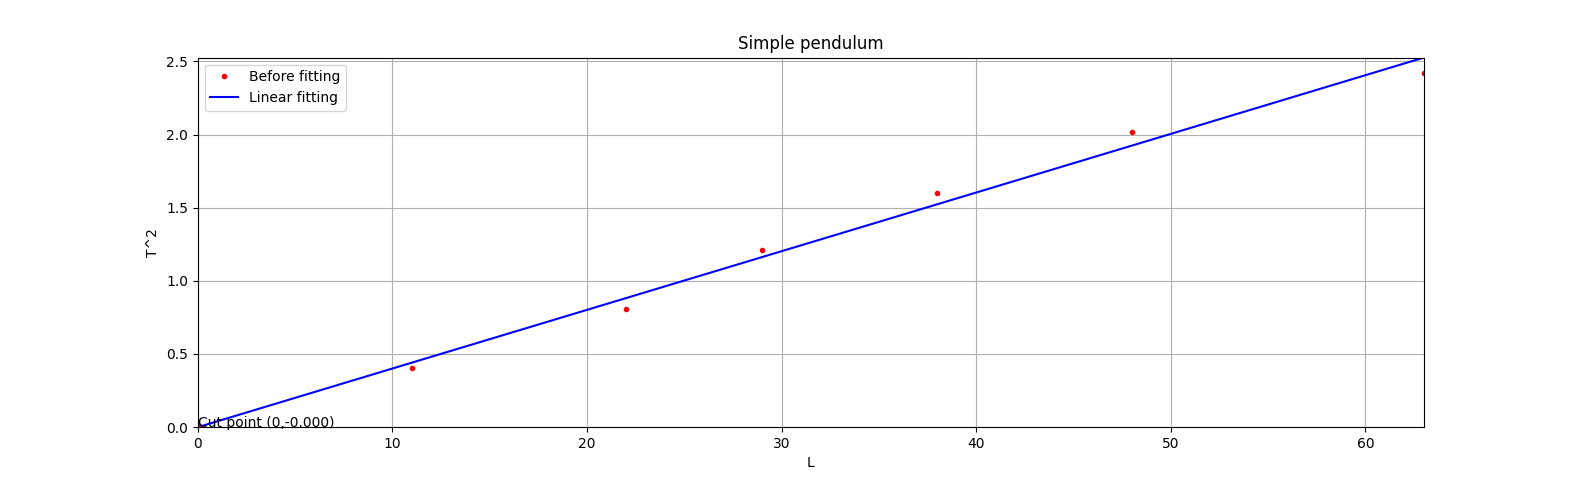 Simple pendulum
Before fitting
Linear fitting
T^2
2.5
2.0
1.5
1.0
0.5
0.0
Cut point (0,-0.000)
0 10 20 30 40 50 60
L